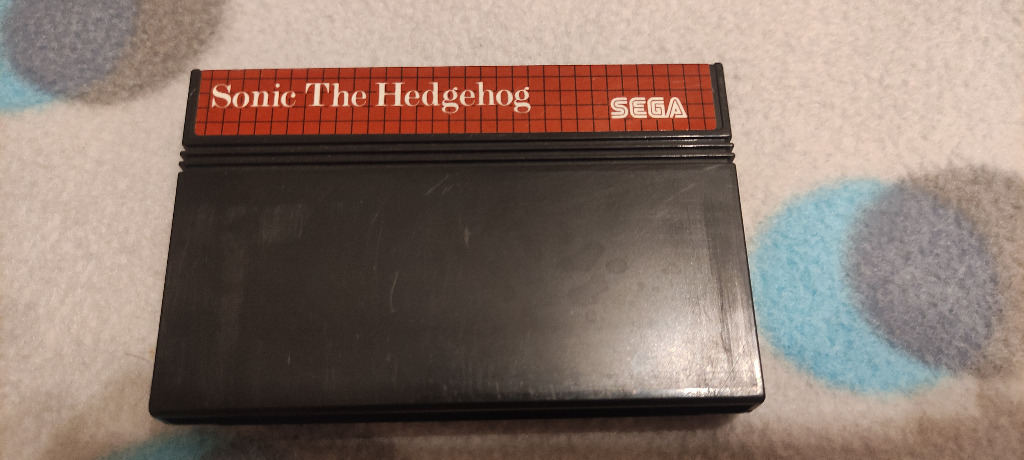 Sonic The Hedgehog
SEGA